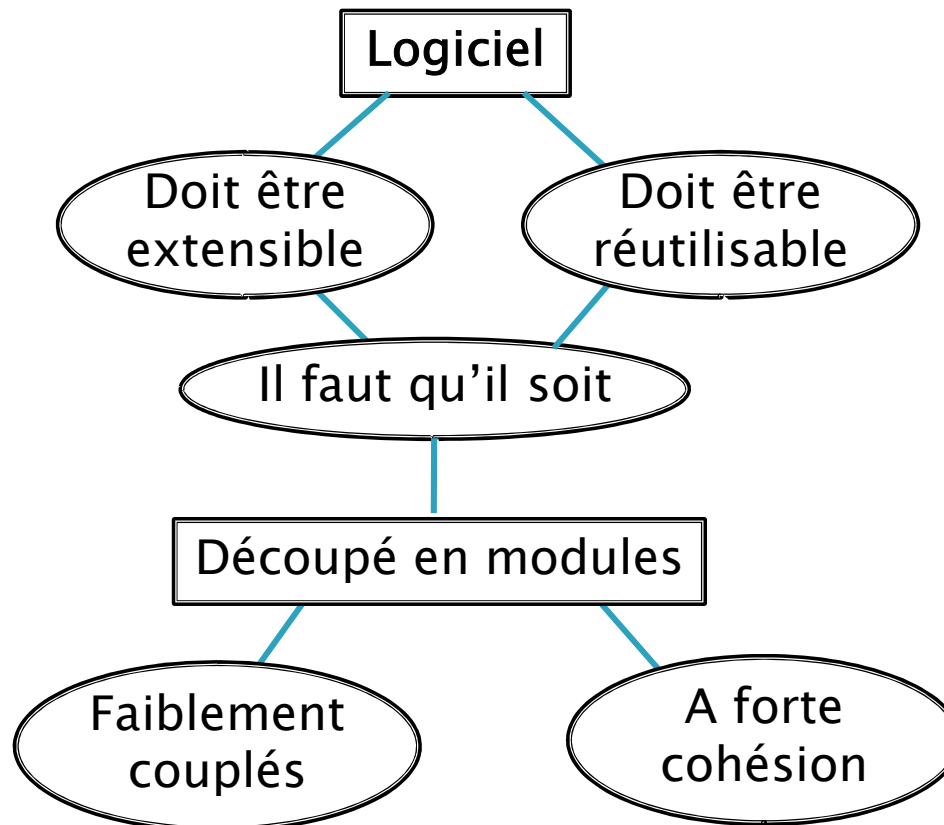 Logiciel
Doit être
extensible
Doit être
réutilisable
Il faut qu’il soit
Découpé en modules
Faiblement
couplés
A forte
cohésion